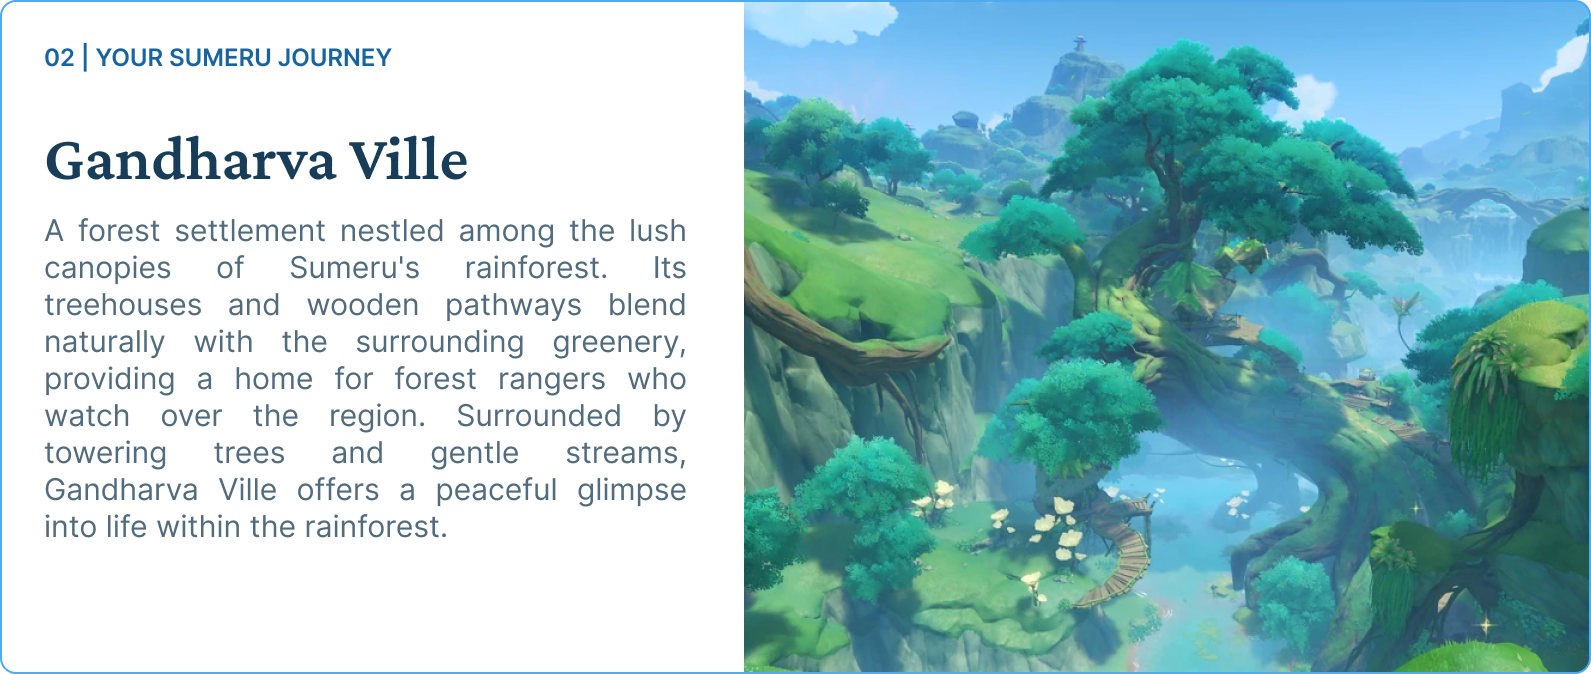 02 | YOUR SUMERU JOURNEY
Gandharva Ville
A forest settlement nestled among the lush
canopies of Sumeru's rainforest. Its
treehouses and wooden pathways blend
naturally with the surrounding greenery,
providing a home for forest rangers who
watch over the region. Surrounded by
towering trees and gentle streams,
Gandharva Ville offers a peaceful glimpse
into life within the rainforest.